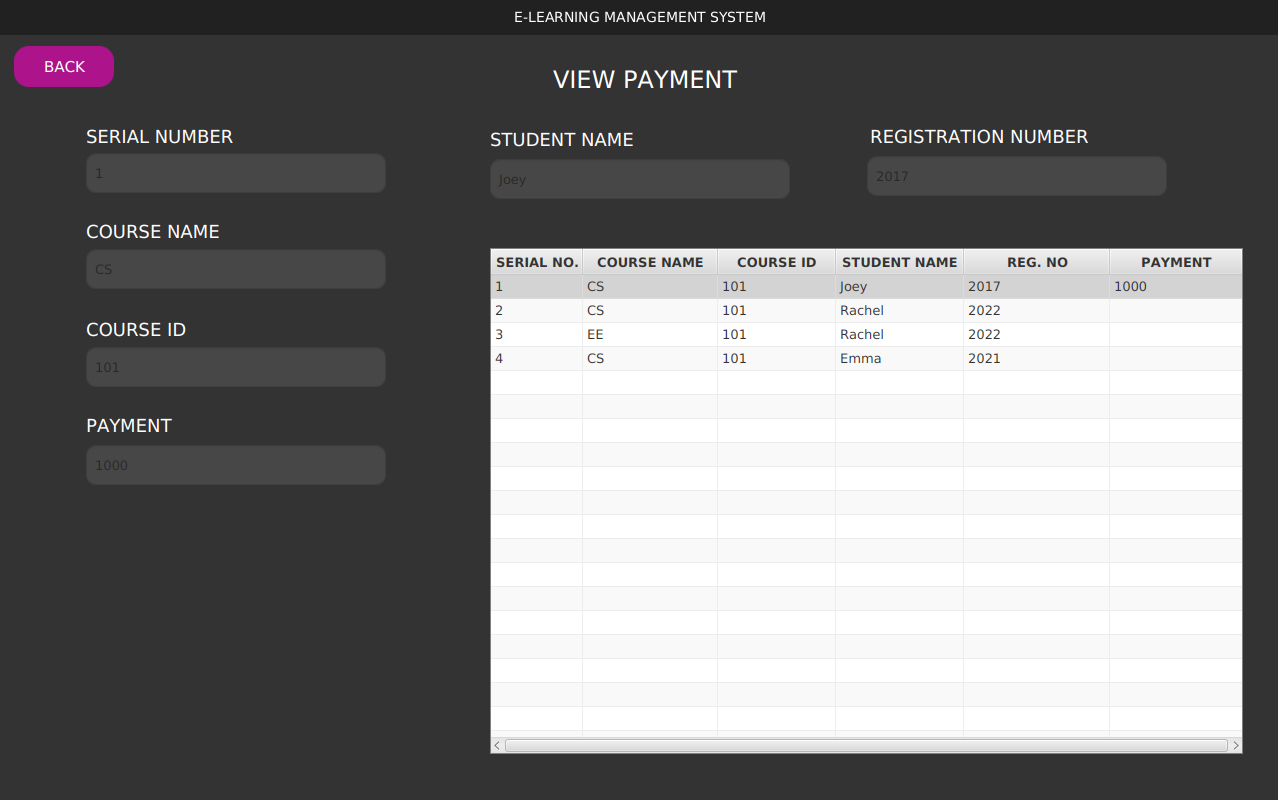 E-LEARNING MANAGEMENT SYSTEM
BACK
VIEW PAYMENT
SERIAL NUMBER
1
STUDENT NAME
Joey
REGISTRATION NUMBER
2017
COURSE NAME
CS
COURSE ID
101
PAYMENT
1000
SERIAL NO. COURSE NAME COURSE ID STUDENT NAME REG. NO PAYMENT
1 CS 101 Joey 2017 1000
2 CS 101 Rachel 2022
3 EE 101 Rachel 2022
4 CS 101 Emma 2021